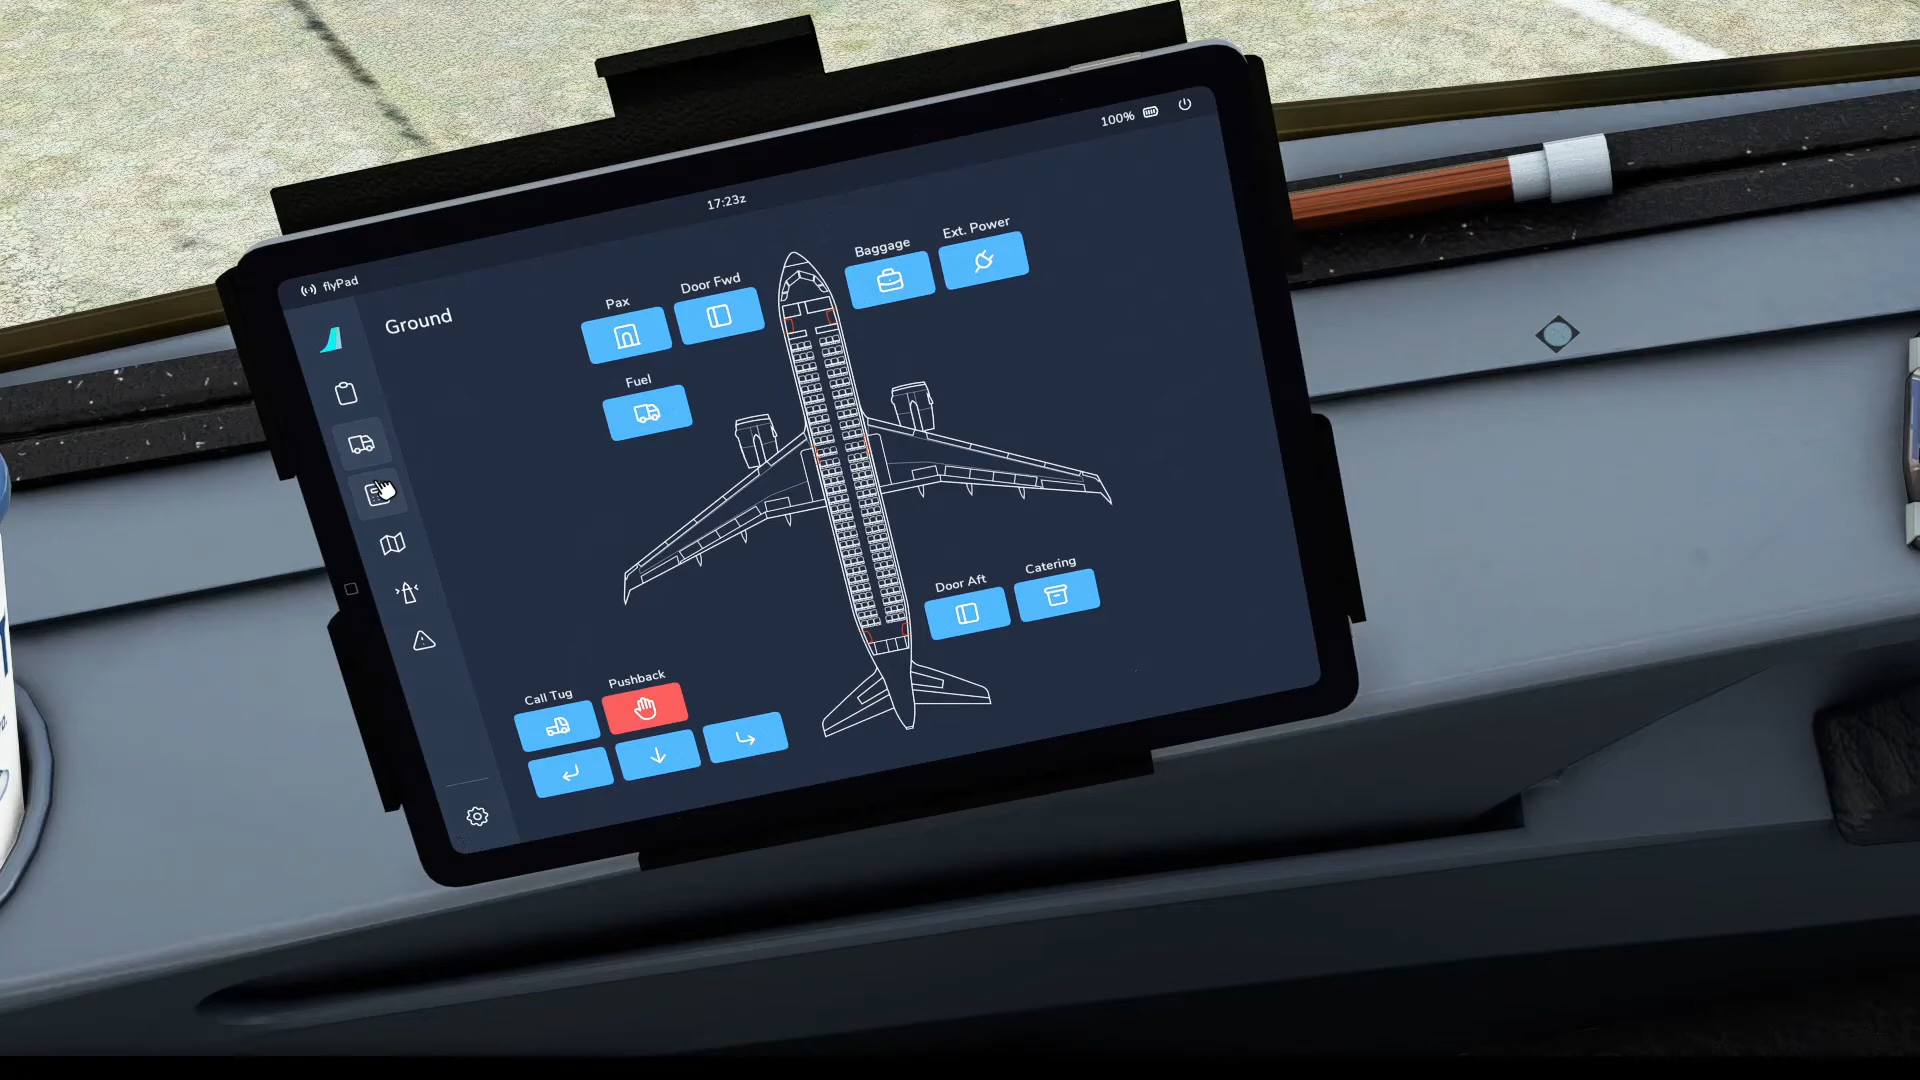 100%
17:23z
flyPad
Ground
Pax
Door Fwd
Baggage
Ext. Power
Fuel
Door Aft
Catering
Call Tug
Pushback